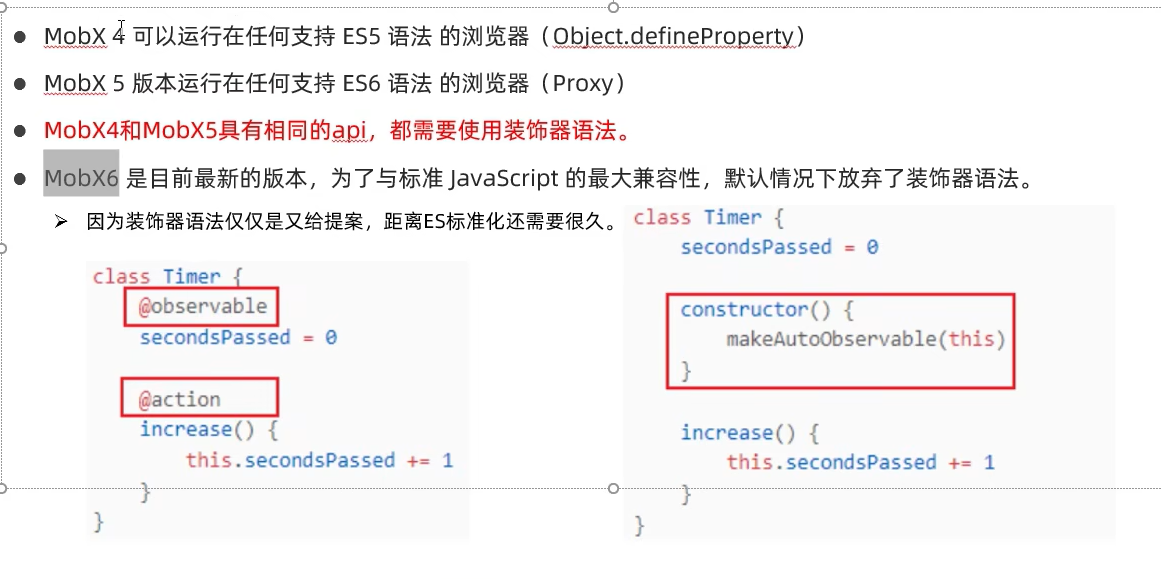 MobX 4 可以运行在任何支持 ES5 语法 的浏览器（Object.defineProperty）
MobX 5 版本运行在任何支持 ES6 语法 的浏览器（Proxy）
MobX4和MobX5具有相同的api，都需要使用装饰器语法。
MobX6 是目前最新的版本，为了与标准 JavaScript 的最大兼容性，默认情况下放弃了装饰器语法。
因为装饰器语法仅仅是又给提案，距离ES标准化还需要很久。
class Timer {
@observable
secondsPassed = 0
@action
increase() {
this.secondsPassed += 1
}
}
class Timer {
secondsPassed = 0
constructor() {
makeAutoObservable(this)
}
increase() {
this.secondsPassed += 1
}
}